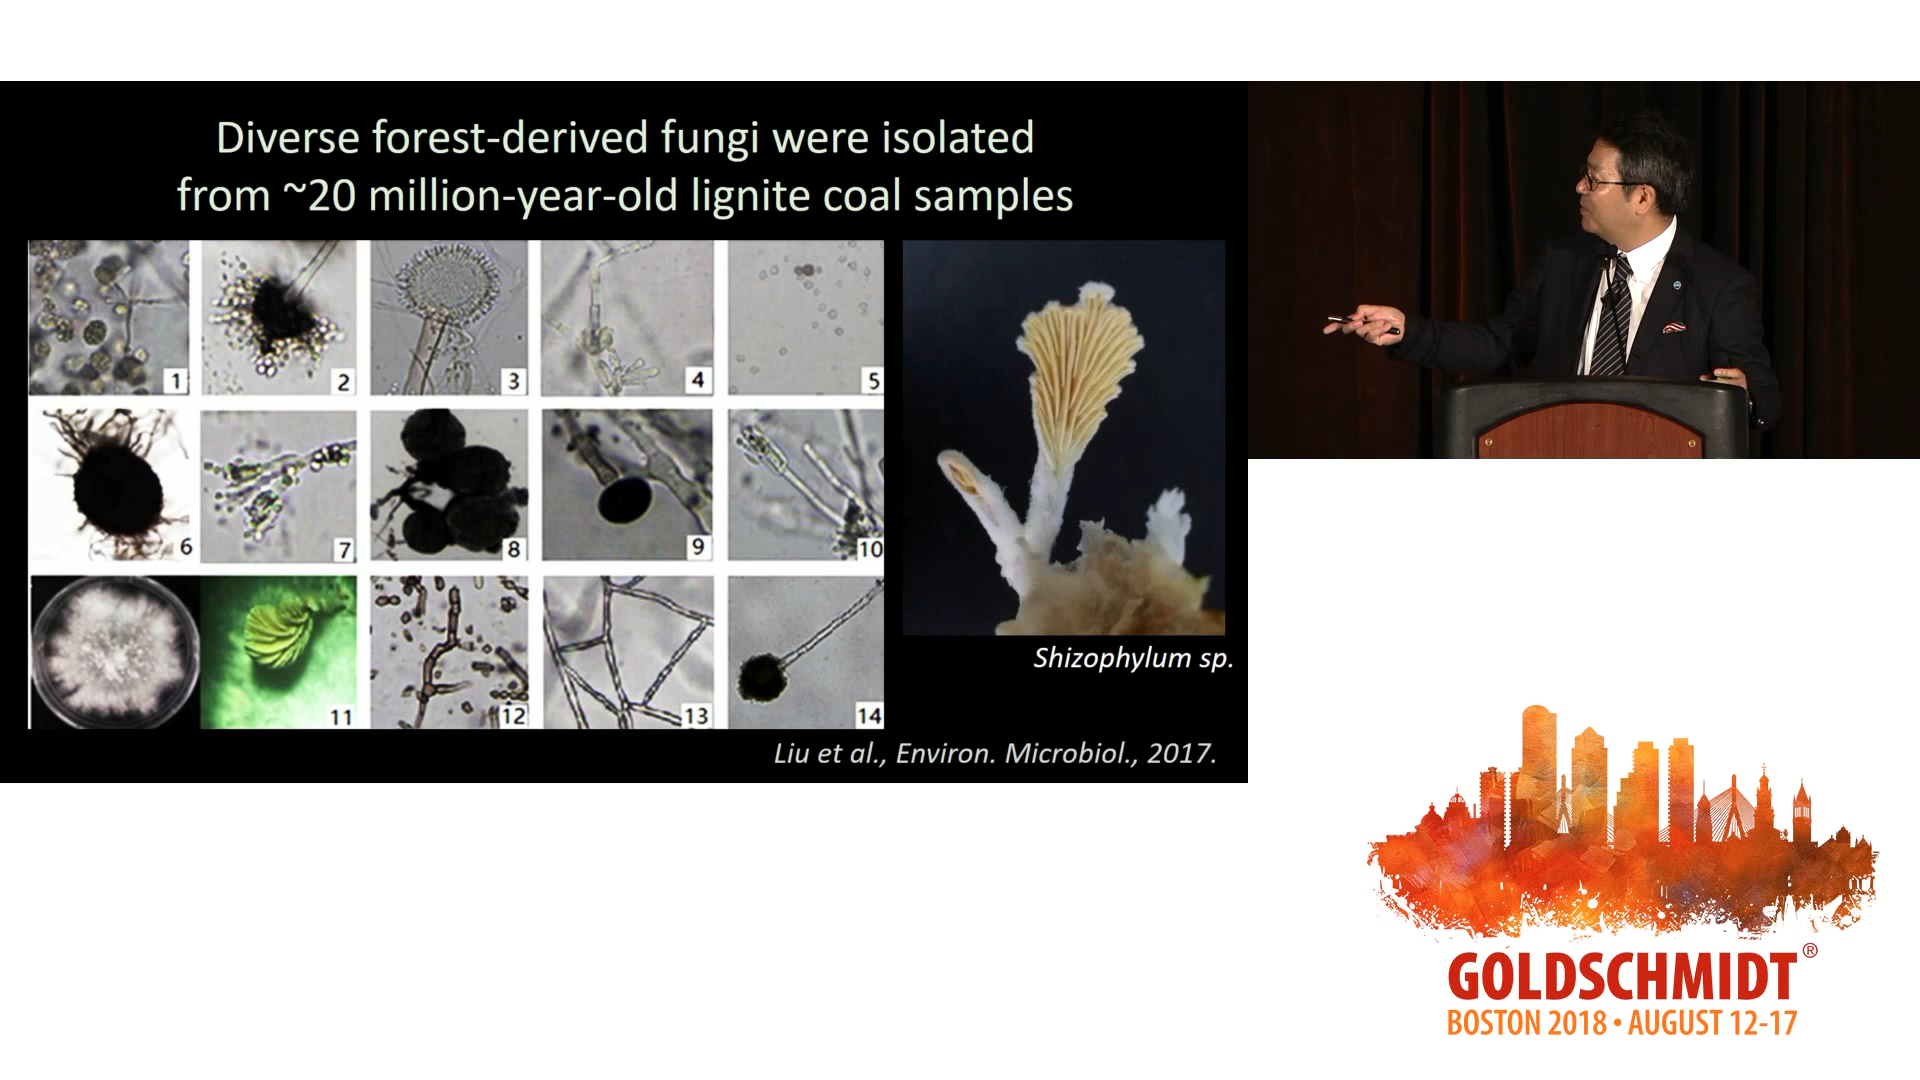 Diverse forest-derived fungi were isolated
from ~20 million-year-old lignite coal samples
1
2
3
4
5
6
7
8
9
10
11
12
13
14
Shizophylum sp.
Liu et al., Environ. Microbiol., 2017.
GOLDSCHMIDT®
BOSTON 2018 • AUGUST 12-17